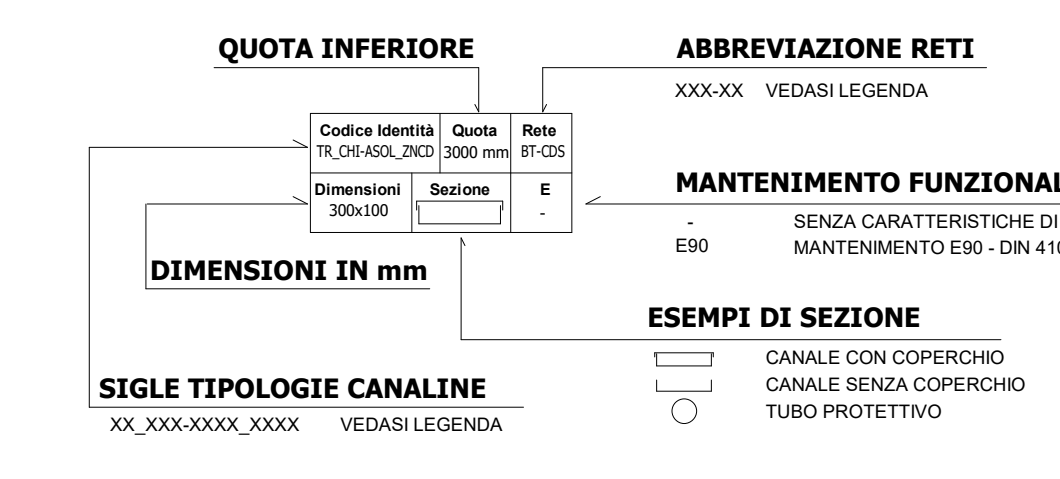 QUOTA INFERIORE
ABBREVIAZIONE RETI
XXX-XX VEDASI LEGENDA
Codice Identità Quota Rete
TR_CHI-ASOL_ZNCD 3000 mm BT-CDS
Dimensioni Sezione E
300x100 -
MANTENIMENTO FUNZIONAL
- SENZA CARATTERISTICHE DI
E90 MANTENIMENTO E90 - DIN 410
DIMENSIONI IN mm
ESEMPI DI SEZIONE
CANALE CON COPERCHIO
CANALE SENZA COPERCHIO
TUBO PROTETTIVO
SIGLE TIPOLOGIE CANALINE
XX_XXX-XXXX_XXXX VEDASI LEGENDA